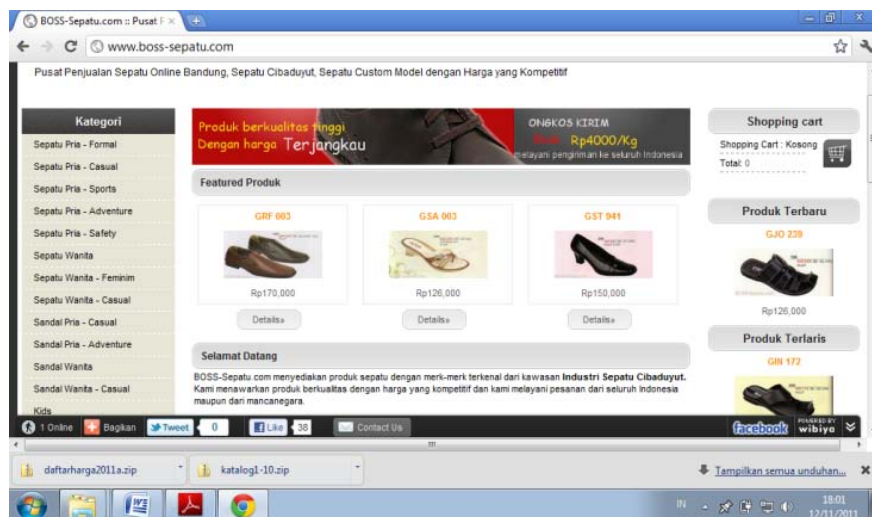 BOSS-Sepatu.com :: Pusat P
www.boss-sepatu.com
Pusat Penjualan Sepatu Online Bandung, Sepatu Cibaduyut, Sepatu Custom Model dengan Harga yang Kompetitif
Kategori
Sepatu Pria - Formal
Sepatu Pria - Casual
Sepatu Pria - Sports
Sepatu Pria - Adventure
Sepatu Pria - Safety
Sepatu Wanita
Sepatu Wanita - Feminim
Sepatu Wanita - Casual
Sandal Pria - Casual
Sandal Pria - Adventure
Sandal Wanita
Sandal Wanita - Casual
Kids
Produk berkualitas tinggi
Dengan harga Terjangkau
ONGKOS KIRIM
Rp4000/Kg
melayani pengiriman ke seluruh Indonesia
Featured Produk
GRF 003
GSA 003
GST 941
Rp170,000
Rp126,000
Rp150,000
Details»
Details»
Details»
Selamat Datang
BOSS-Sepatu.com menyediakan produk sepatu dengan merk-merk terkenal dari kawasan Industri Sepatu Cibaduyut.
Kami menawarkan produk berkualitas dengan harga yang kompetitif dan kami melayani pesanan dari seluruh Indonesia
maupun dari mancanegara.
Shopping cart
Shopping Cart : Kosong
Total: 0
Produk Terbaru
GJO 239
Rp126,000
Produk Terlaris
GIN 172
1 Online
Bagikan
Tweet
0
Like
38
Contact Us
facebook
POWERED BY
wibiya
daftarharga2011a.zip
katalog1-10.zip
Tampilkan semua unduhan...
IN
18:01
12/11/2011